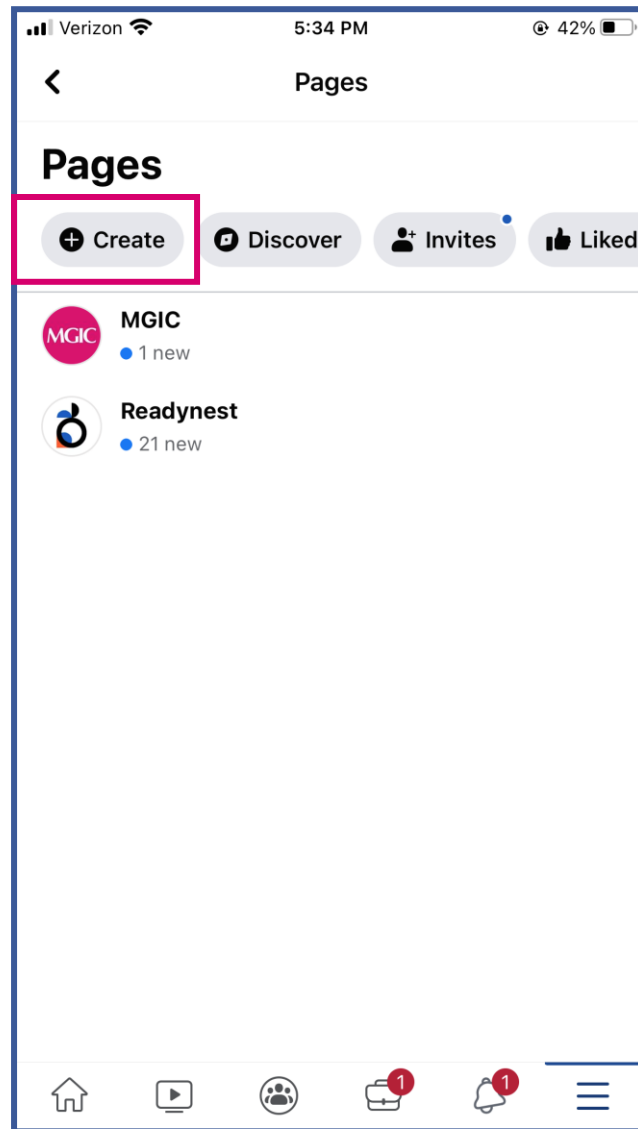 Verizon 5:34 PM 42%
Pages
Pages
Create Discover Invites Liked
MGIC
MGIC
1 new
Readynest
21 new
1 1